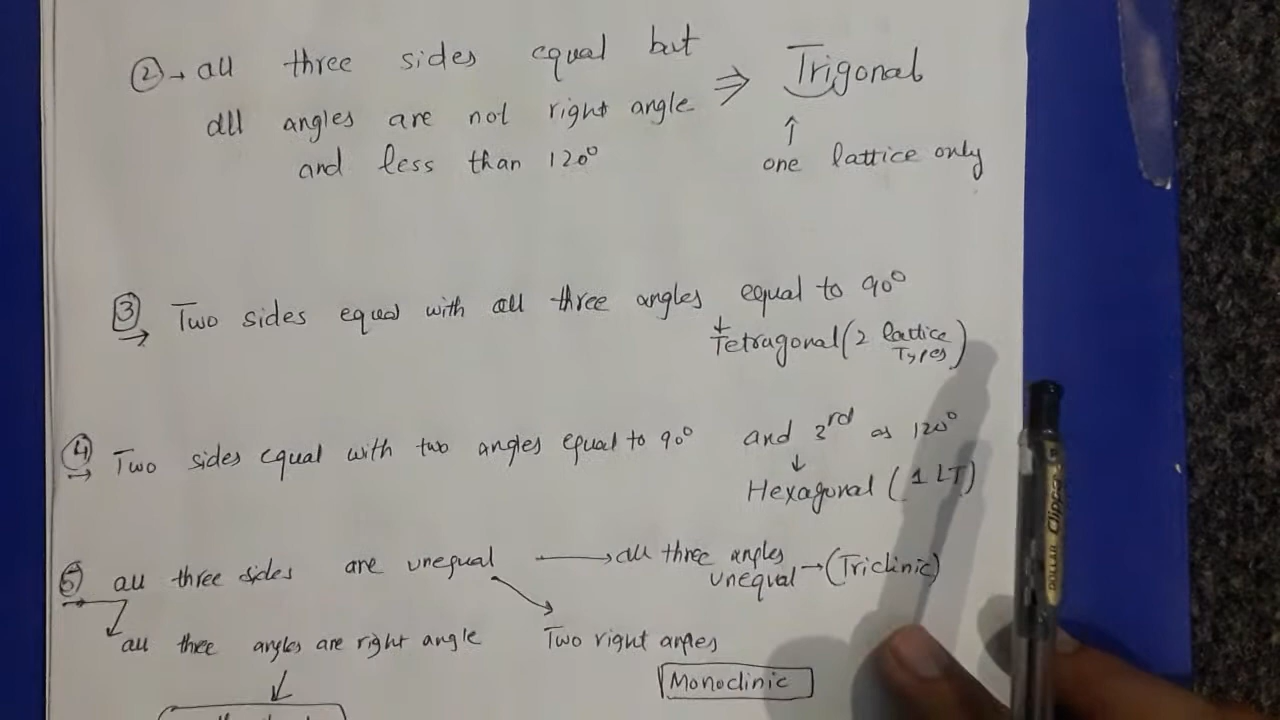 ② → all three sides equal but
all angles are not right angle
and less than 120°
⇒ Trigonal
↑
one lattice only
3 Two sides equal with all three angles equal to 90°
↓
Tetragonal (2 lattice
Types)
④ Two sides equal with two angles equal to 90° and 3rd as 120°
↓
Hexagonal (1 LT)
⑤ all three sides are unequal → all three angles
unequal → (Triclinic)
all three angles are right angle
Two right angles
Monoclinic
DOLLAR Clipper